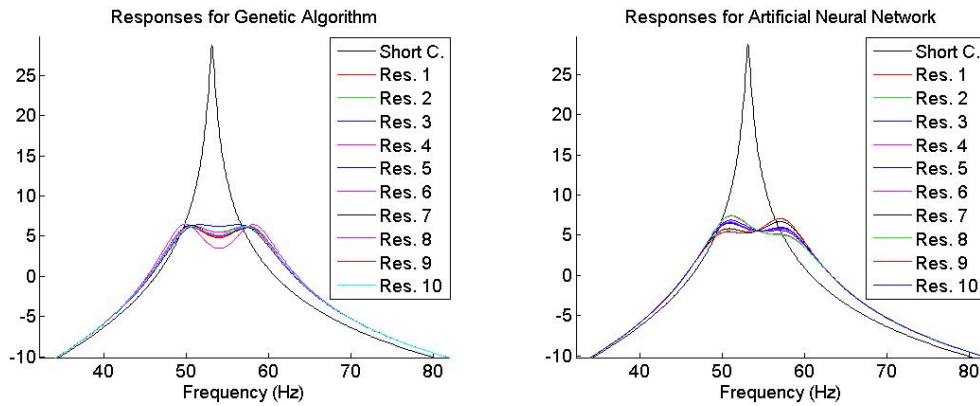 Responses for Genetic Algorithm
25
20
15
10
5
0
-5
-10
40 50 60 70 80
Frequency (Hz)
Short C.
Res. 1
Res. 2
Res. 3
Res. 4
Res. 5
Res. 6
Res. 7
Res. 8
Res. 9
Res. 10
Responses for Artificial Neural Network
25
20
15
10
5
0
-5
-10
40 50 60 70 80
Frequency (Hz)
Short C.
Res. 1
Res. 2
Res. 3
Res. 4
Res. 5
Res. 6
Res. 7
Res. 8
Res. 9
Res. 10